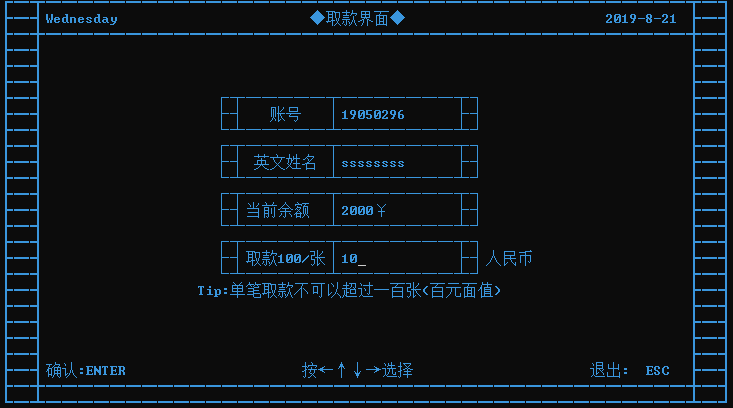 Wednesday ◆取款界面◆ 2019-8-21
账号 19050296
英文姓名 ssssssss
当前余额 2000￥
取款100/张 10_ 人民币
Tip:单笔取款不可以超过一百张(百元面值)
确认:ENTER 按←↑↓→选择 退出: ESC